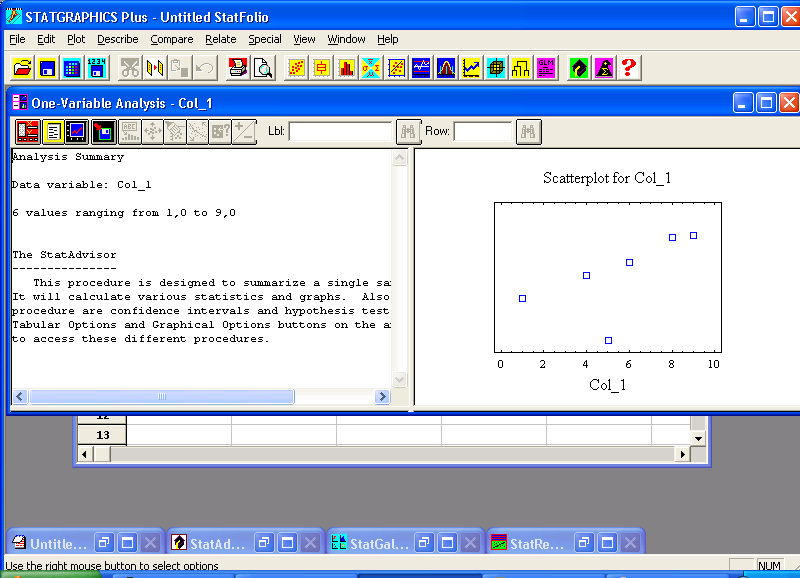 STATGRAPHICS Plus - Untitled StatFolio
File Edit Plot Describe Compare Relate Special View Window Help
1234
GLM
One-Variable Analysis - Col_1
ABC
Lbl: Row:
Analysis Summary
Data variable: Col_1
6 values ranging from 1,0 to 9,0
The StatAdvisor
---------------
This procedure is designed to summarize a single sa
It will calculate various statistics and graphs. Also
procedure are confidence intervals and hypothesis test
Tabular Options and Graphical Options buttons on the a
to access these different procedures.
Scatterplot for Col_1
0 2 4 6 8 10
Col_1
12
13
Untitle... StatAd... StatGal... StatRe...
Use the right mouse button to select options
NUM